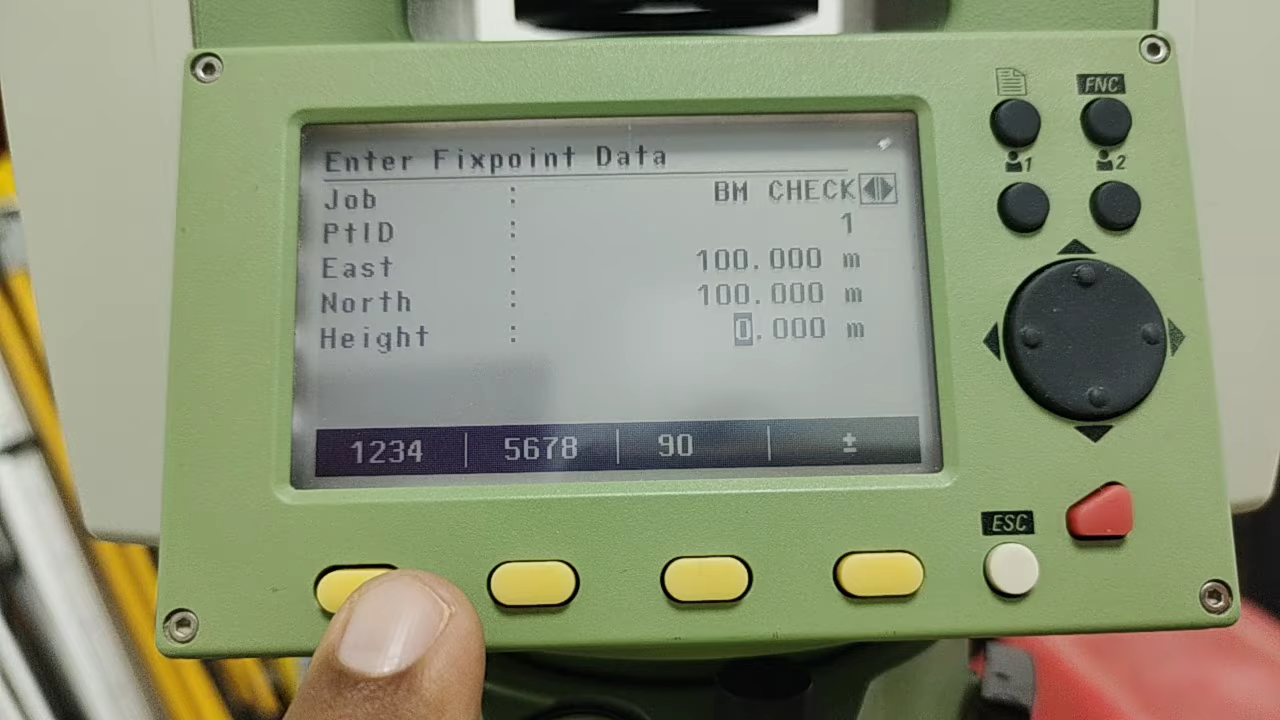 Enter Fixpoint Data
Job : BM CHECK
PtID : 1
East : 100.000 m
North : 100.000 m
Height : 0.000 m
1234 | 5678 | 90 | ±
FNC
1 2
ESC